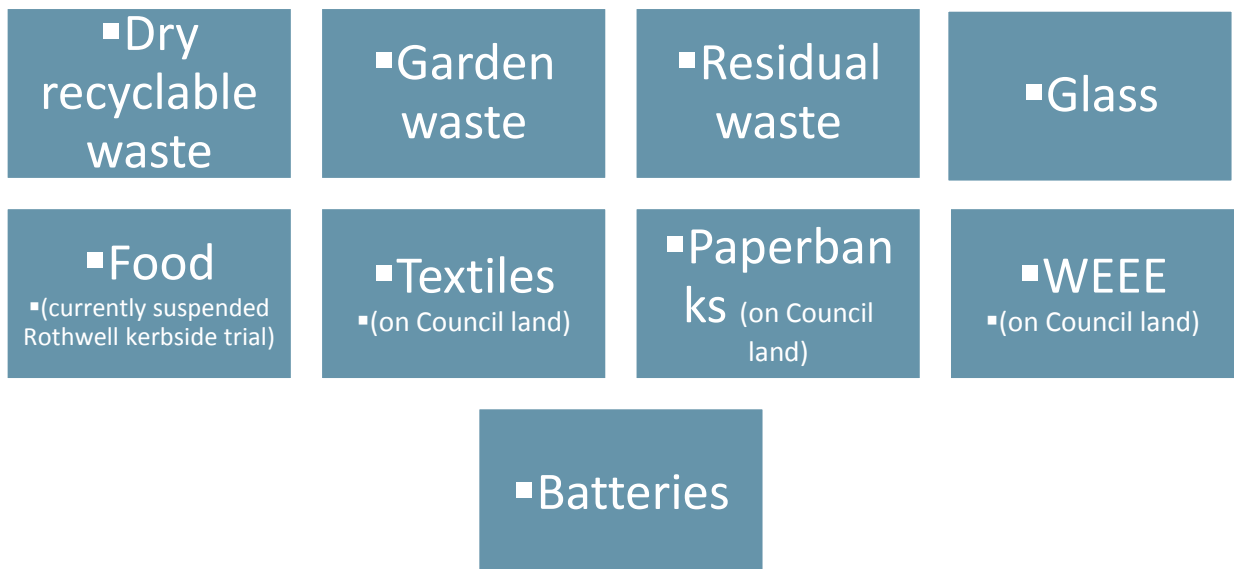 ▪Dry
recyclable
waste
▪Garden
waste
▪Residual
waste
▪Glass
▪Food
▪(currently suspended
Rothwell kerbside trial)
▪Textiles
▪(on Council land)
▪Paperban
ks (on Council
land)
▪WEEE
▪(on Council land)
▪Batteries